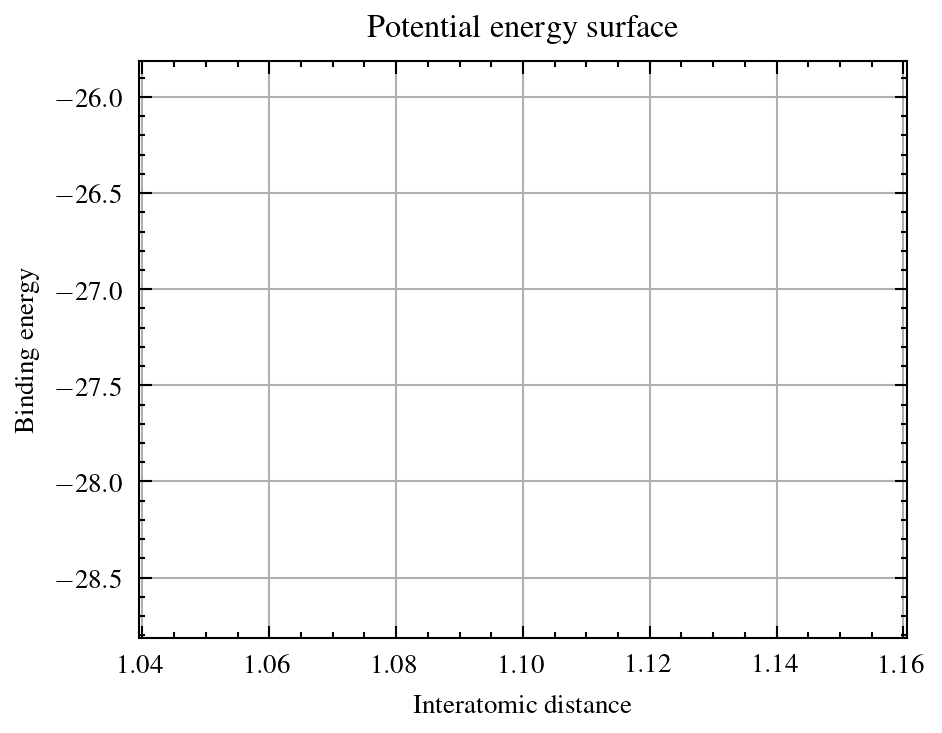 Potential energy surface
Binding energy
−26.0
−26.5
−27.0
−27.5
−28.0
−28.5
1.04 1.06 1.08 1.10 1.12 1.14 1.16
Interatomic distance